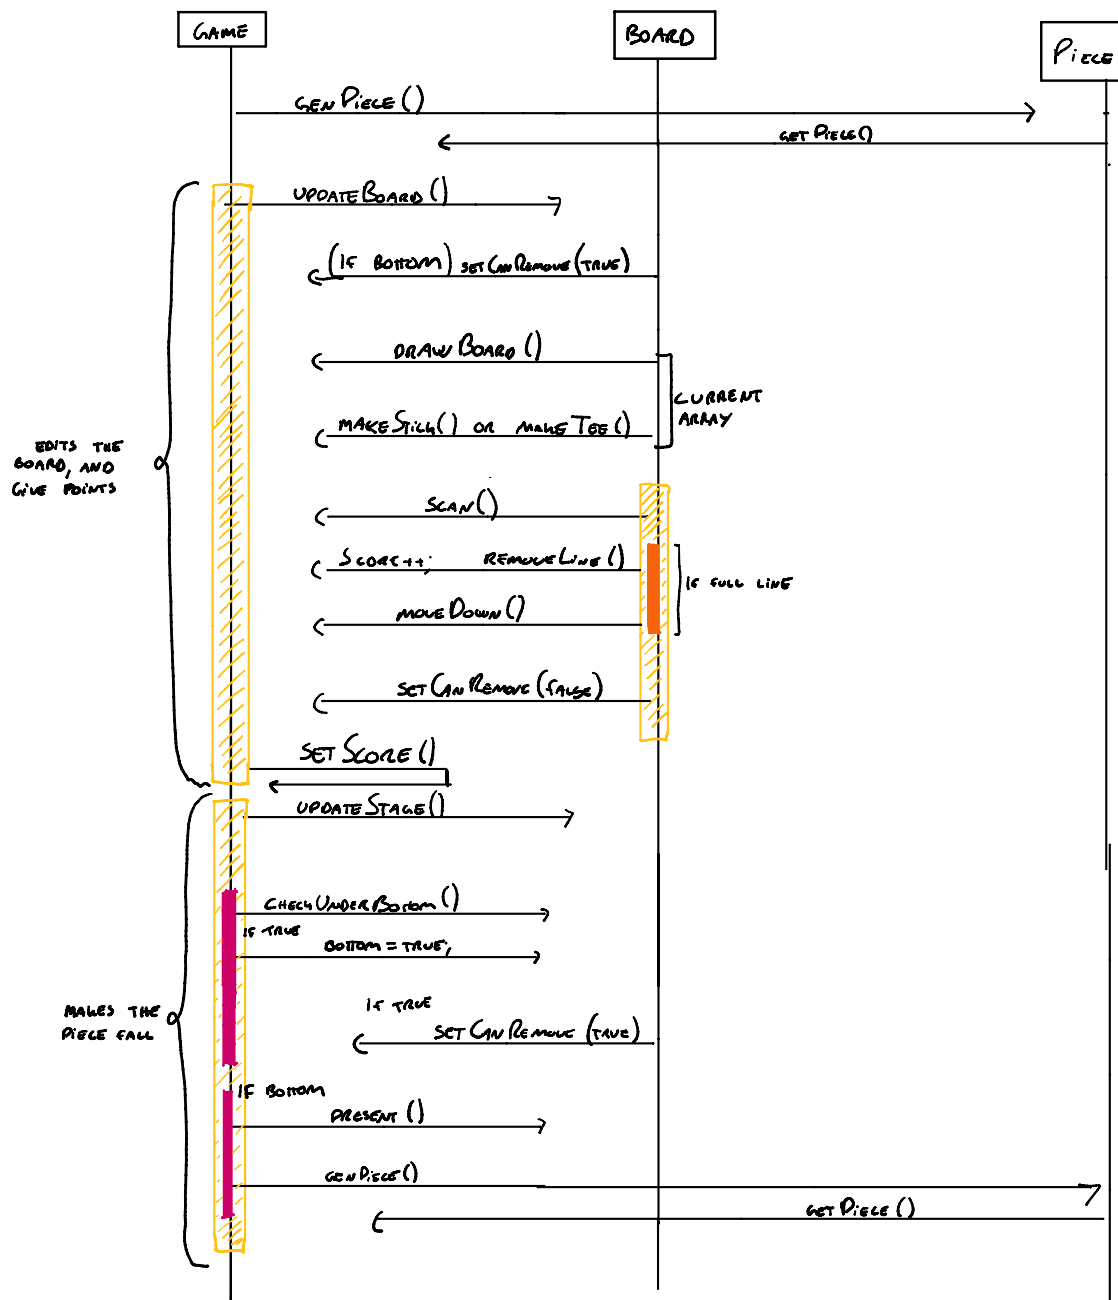 GAME
BOARD
PIECE
GENPIECE()
GETPIECE()
UPDATEBOARD()
(IF BOTTOM) SETCANREMOVE(TRUE)
DRAWBOARD()
CURRENT
ARRAY
MAKESTICK() OR MAKETEE()
EDITS THE
BOARD, AND
GIVE POINTS
SCAN()
SCORE++; REMOVELINE()
IF FULL LINE
MOVEDOWN()
SETCANREMOVE(FALSE)
SETSCORE()
UPDATESTAGE()
CHECKUNDERBOTTOM()
IF TRUE
BOTTOM = TRUE;
IF TRUE
MAKES THE
PIECE FALL
SETCANREMOVE(TRUE)
IF BOTTOM
PRESENT()
GENPIECE()
GETPIECE()